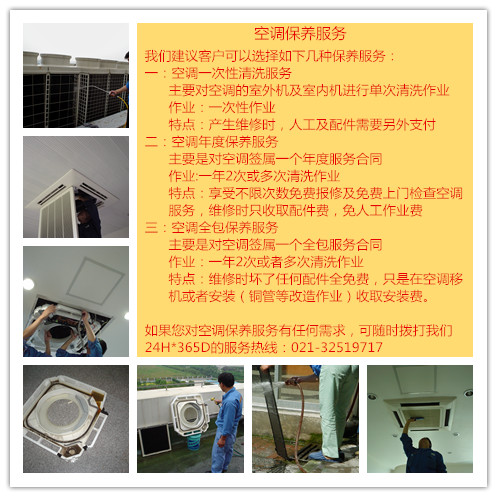 空调保养服务
我们建议客户可以选择如下几种保养服务：
一：空调一次性清洗服务
主要对空调的室外机及室内机进行单次清洗作业
作业：一次性作业
特点：产生维修时，人工及配件需要另外支付
二：空调年度保养服务
主要是对空调签属一个年度服务合同
作业:一年2次或多次清洗作业
特点：享受不限次数免费报修及免费上门检查空调
服务，维修时只收取配件费，免人工作业费
三：空调全包保养服务
主要是对空调签属一个全包服务合同
作业：一年2次或者多次清洗作业
特点：维修时坏了任何配件全免费，只是在空调移
机或者安装（铜管等改造作业）收取安装费。
如果您对空调保养服务有任何需求，可随时拨打我们
24H*365D的服务热线：021-32519717